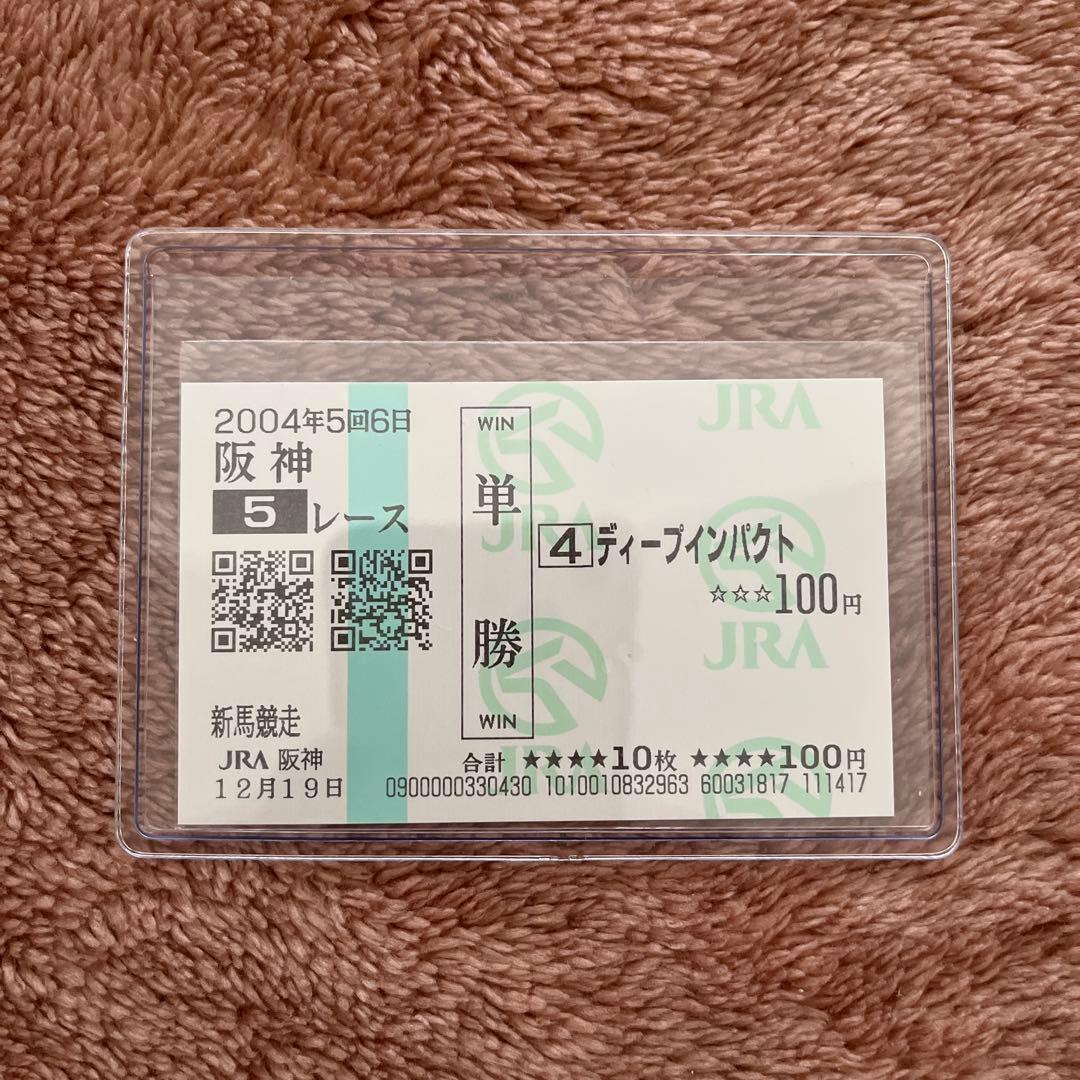 2004年5回6日
阪神
5レース
新馬競走
JRA 阪神
12月19日
WIN
単勝
WIN
JRA
JRA
4ディープインパクト
☆☆☆100円
JRA
JRA
合計 ★★★★10枚 ★★★★100円
0900000330430 1010010832963 60031817 111417